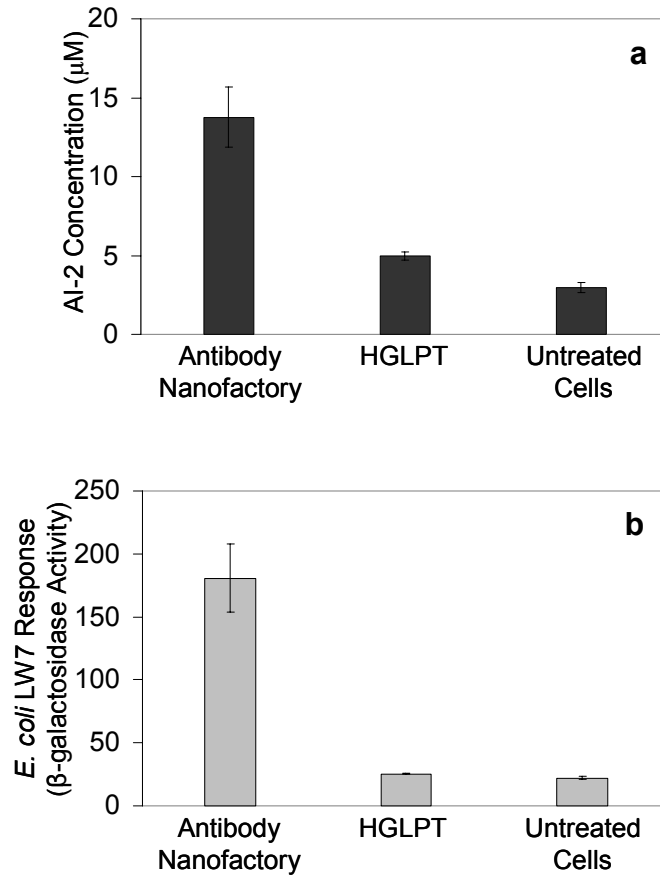 a
AI-2 Concentration (μM)
20
15
10
5
0
Antibody
Nanofactory
HGLPT
Untreated
Cells
b
E. coli LW7 Response
(β-galactosidase Activity)
250
200
150
100
50
0
Antibody
Nanofactory
HGLPT
Untreated
Cells